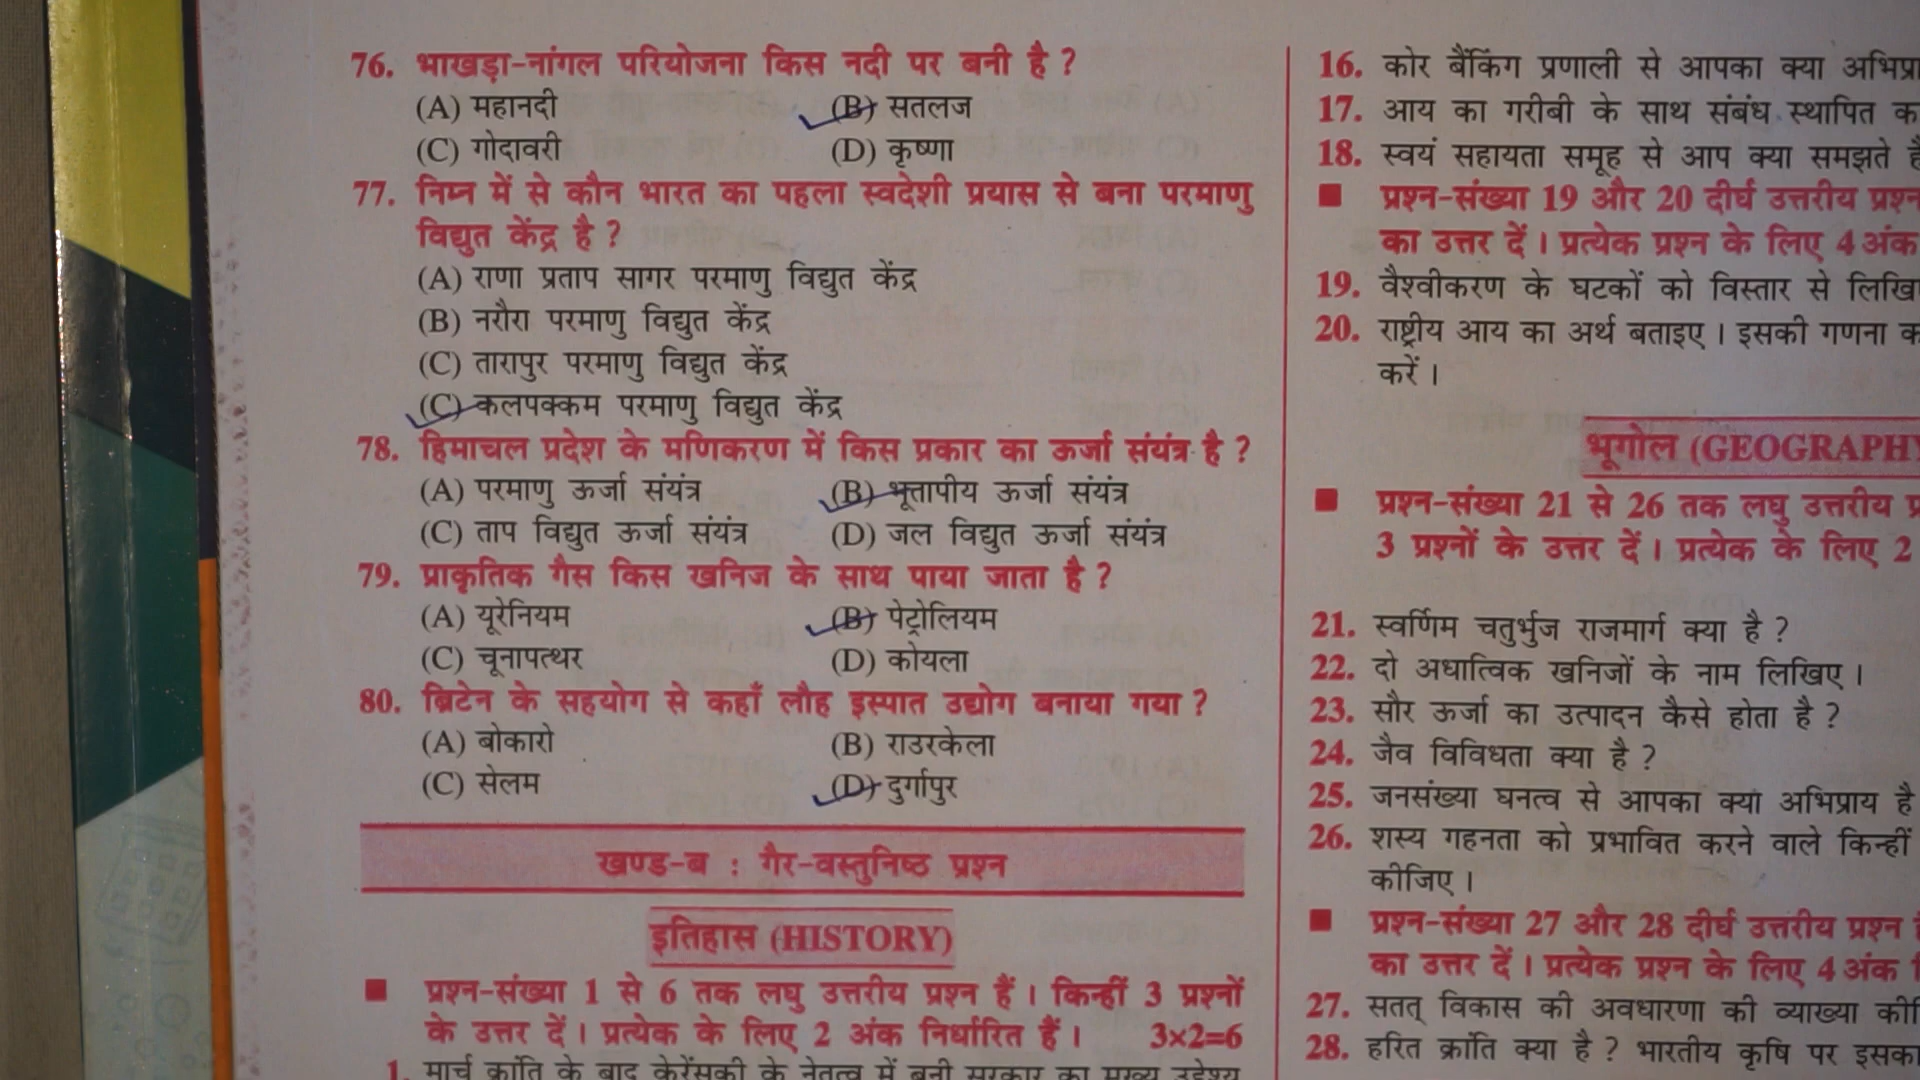 76. भाखड़ा-नांगल परियोजना किस नदी पर बनी है ?
(A) महानदी (B) सतलज
(C) गोदावरी (D) कृष्णा
77. निम्न में से कौन भारत का पहला स्वदेशी प्रयास से बना परमाणु
विद्युत केंद्र है ?
(A) राणा प्रताप सागर परमाणु विद्युत केंद्र
(B) नरौरा परमाणु विद्युत केंद्र
(C) तारापुर परमाणु विद्युत केंद्र
(C) कलपक्कम परमाणु विद्युत केंद्र
78. हिमाचल प्रदेश के मणिकरण में किस प्रकार का ऊर्जा संयंत्र है ?
(A) परमाणु ऊर्जा संयंत्र (B) भूतापीय ऊर्जा संयंत्र
(C) ताप विद्युत ऊर्जा संयंत्र (D) जल विद्युत ऊर्जा संयंत्र
79. प्राकृतिक गैस किस खनिज के साथ पाया जाता है ?
(A) यूरेनियम (B) पेट्रोलियम
(C) चूनापत्थर (D) कोयला
80. ब्रिटेन के सहयोग से कहाँ लौह इस्पात उद्योग बनाया गया ?
(A) बोकारो (B) राउरकेला
(C) सेलम (D) दुर्गापुर
खण्ड-ब : गैर-वस्तुनिष्ठ प्रश्न
इतिहास (HISTORY)
■ प्रश्न-संख्या 1 से 6 तक लघु उत्तरीय प्रश्न हैं। किन्हीं 3 प्रश्नों
के उत्तर दें। प्रत्येक के लिए 2 अंक निर्धारित हैं। 3×2=6
1. मार्च क्रांति के बाद केरेंसकी के नेतृत्व में बनी सरकार का मुख्य उद्देश्य
16. कोर बैंकिंग प्रणाली से आपका क्या
17. आय का गरीबी के साथ संबंध स्थापित
18. स्वयं सहायता समूह से आप क्या समझते
■ प्रश्न-संख्या 19 और 20 दीर्घ उत्तरीय प्रश्न
का उत्तर दें। प्रत्येक प्रश्न के लिए 4 अंक
19. वैश्वीकरण के घटकों को विस्तार से
20. राष्ट्रीय आय का अर्थ बताइए। इसकी गणना
करें।
भूगोल (GEOGRAPHY
■ प्रश्न-संख्या 21 से 26 तक लघु उत्तरीय
3 प्रश्नों के उत्तर दें। प्रत्येक के लिए 2
21. स्वर्णिम चतुर्भुज राजमार्ग क्या है ?
22. दो अधात्विक खनिजों के नाम लिखिए।
23. सौर ऊर्जा का उत्पादन कैसे होता है ?
24. जैव विविधता क्या है ?
25. जनसंख्या घनत्व से आपका क्या अभिप्राय है
26. शस्य गहनता को प्रभावित करने वाले किन्हीं
कीजिए।
■ प्रश्न-संख्या 27 और 28 दीर्घ उत्तरीय प्रश्न
का उत्तर दें। प्रत्येक प्रश्न के लिए 4 अंक
27. सतत् विकास की अवधारणा की व्याख्या
28. हरित क्रांति क्या है ? भारतीय कृषि पर